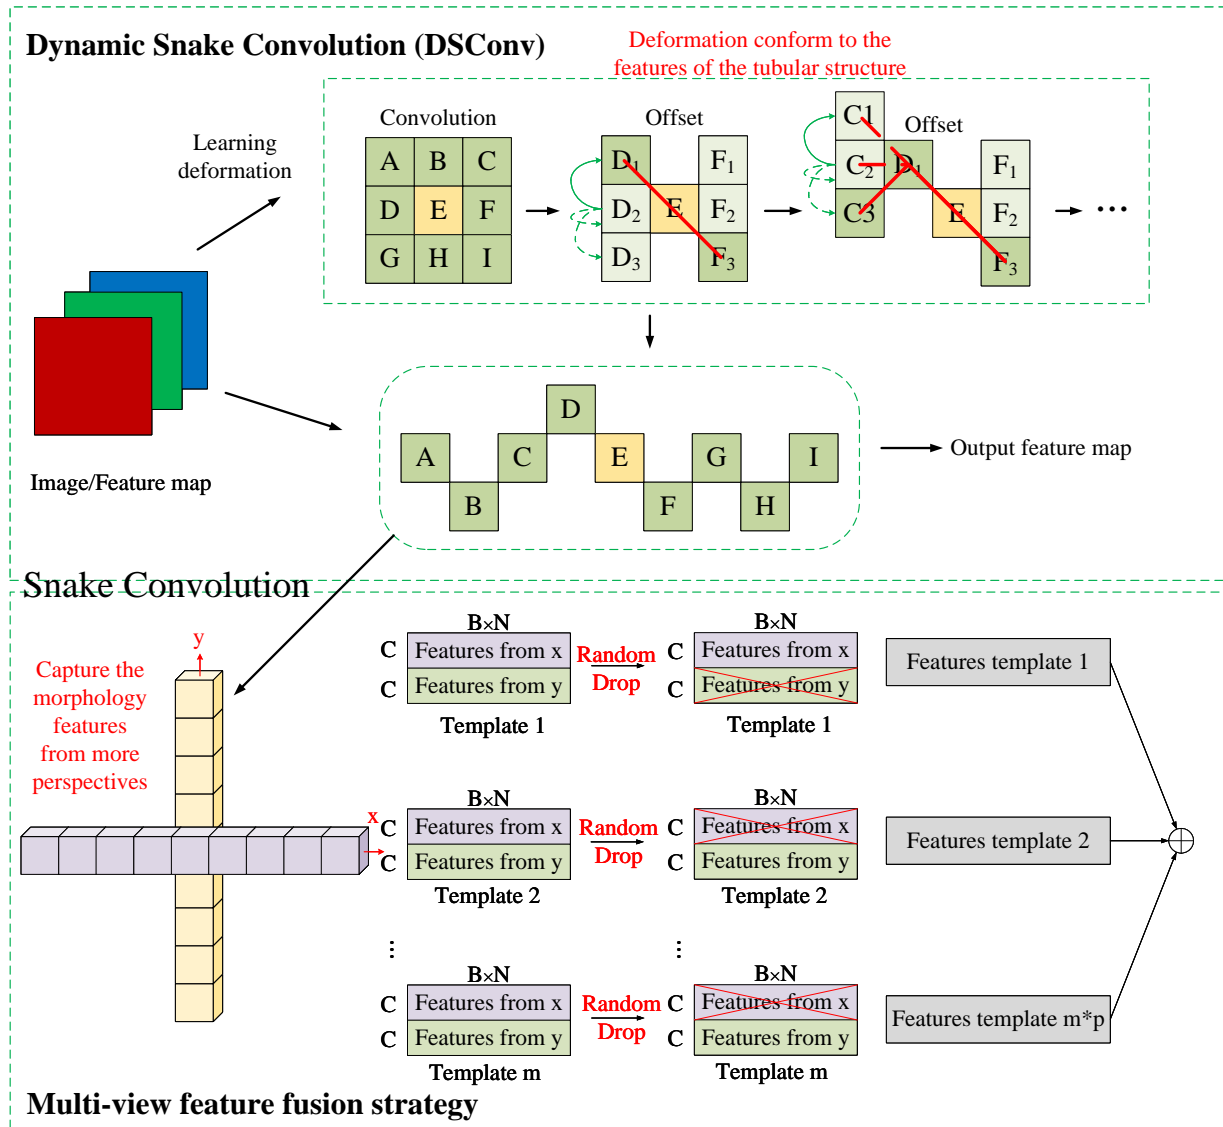 Dynamic Snake Convolution (DSConv)
Deformation conform to the
features of the tubular structure
Learning
deformation
Convolution
A B C
D E F
G H I
Offset
D1 F1
D2 E F2
D3 F3
Offset
C1
C2 D1 F1
C3 E F2
F3
...
Image/Feature map
D
A C E G I
B F H
Output feature map
Snake Convolution
Capture the
morphology
features
from more
perspectives
y
x
B×N
C Features from x
C Features from y
Template 1
Random
Drop
B×N
C Features from x
C Features from y
Template 1
Features template 1
B×N
C Features from x
C Features from y
Template 2
Random
Drop
B×N
C Features from x
C Features from y
Template 2
Features template 2
⋮
⋮
B×N
C Features from x
C Features from y
Template m
Random
Drop
B×N
C Features from x
C Features from y
Template m
Features template m*p
Multi-view feature fusion strategy